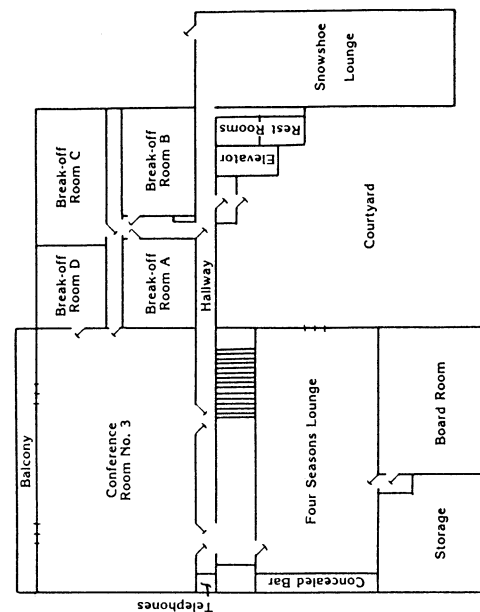 Snowshoe
Lounge
Rest
Rooms
Elevator
Break-off
Room C
Break-off
Room B
Break-off
Room D
Break-off
Room A
Hallway
Courtyard
Balcony
Conference
Room No. 3
Four Seasons Lounge
Board Room
Storage
Concealed Bar
Telephones